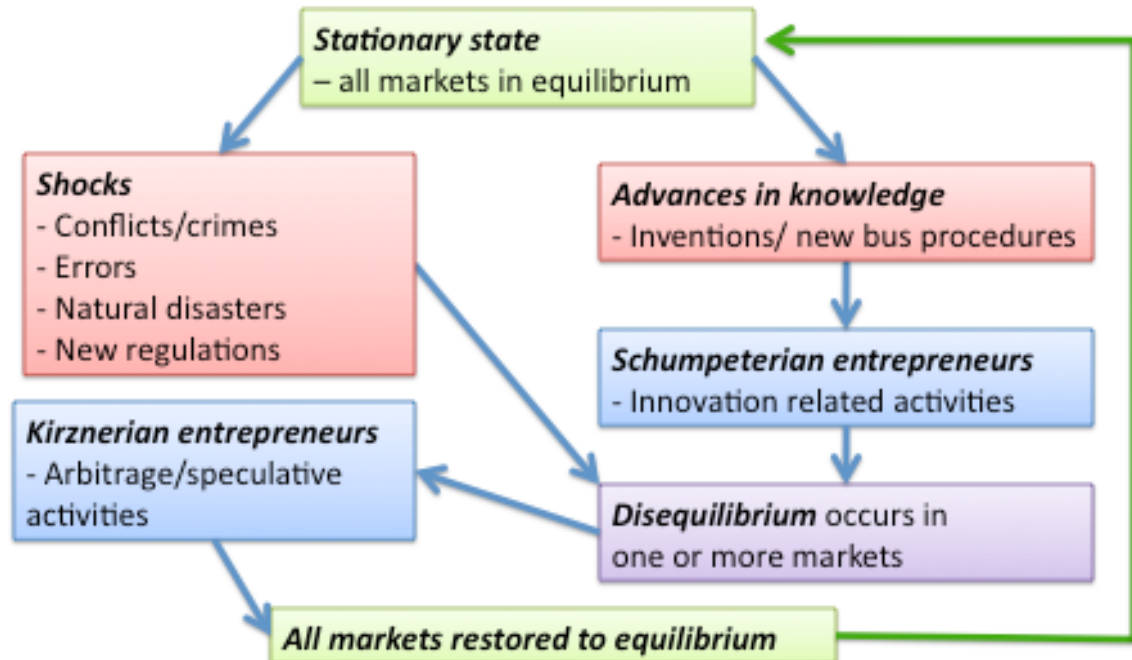 Stationary state
– all markets in equilibrium
Shocks
- Conflicts/crimes
- Errors
- Natural disasters
- New regulations
Advances in knowledge
- Inventions/ new bus procedures
Schumpeterian entrepreneurs
- Innovation related activities
Kirznerian entrepreneurs
- Arbitrage/speculative
activities
Disequilibrium occurs in
one or more markets
All markets restored to equilibrium